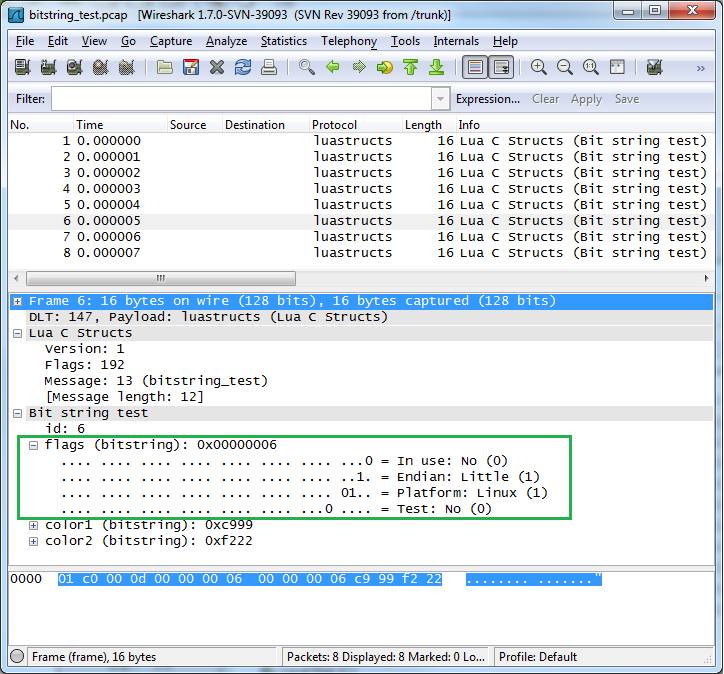 bitstring_test.pcap [Wireshark 1.7.0-SVN-39093 (SVN Rev 39093 from /trunk)]
File Edit View Go Capture Analyze Statistics Telephony Tools Internals Help
Filter: Expression... Clear Apply Save
No. Time Source Destination Protocol Length Info
1 0.000000 luastructs 16 Lua C Structs (Bit string test)
2 0.000001 luastructs 16 Lua C Structs (Bit string test)
3 0.000002 luastructs 16 Lua C Structs (Bit string test)
4 0.000003 luastructs 16 Lua C Structs (Bit string test)
5 0.000004 luastructs 16 Lua C Structs (Bit string test)
6 0.000005 luastructs 16 Lua C Structs (Bit string test)
7 0.000006 luastructs 16 Lua C Structs (Bit string test)
8 0.000007 luastructs 16 Lua C Structs (Bit string test)
Frame 6: 16 bytes on wire (128 bits), 16 bytes captured (128 bits)
DLT: 147, Payload: luastructs (Lua C Structs)
Lua C Structs
Version: 1
Flags: 192
Message: 13 (bitstring_test)
[Message length: 12]
Bit string test
id: 6
flags (bitstring): 0x00000006
.... .... .... .... .... .... .... ...0 = In use: No (0)
.... .... .... .... .... .... .... ..1. = Endian: Little (1)
.... .... .... .... .... .... .... 01.. = Platform: Linux (1)
.... .... .... .... .... .... ...0 .... = Test: No (0)
color1 (bitstring): 0xc999
color2 (bitstring): 0xf222
0000 01 c0 00 0d 00 00 00 06 00 00 00 06 c9 99 f2 22 ........ ......."
Frame (frame), 16 bytes Packets: 8 Displayed: 8 Marked: 0 Lo... Profile: Default